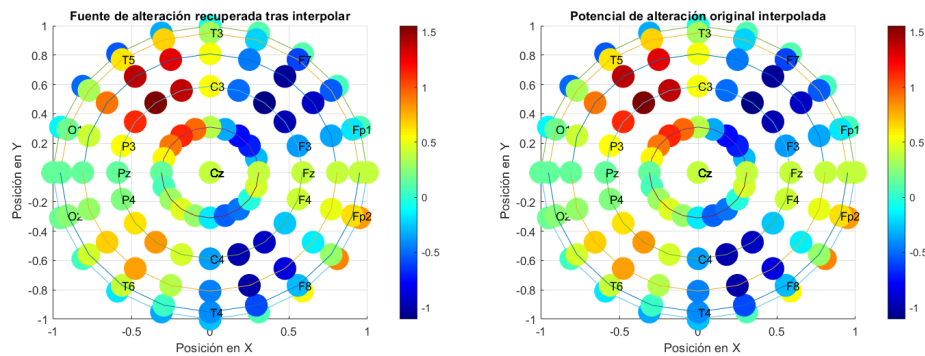 Fuente de alteración recuperada tras interpolar
1
0.8
0.6
0.4
0.2
0
-0.2
-0.4
-0.6
-0.8
-1
Posición en Y
-1
-0.5
0
0.5
1
Posición en X
T3
T5
F7
C3
O1
Fp1
P3
F3
Pz
Cz
Fz
P4
F4
O2
Fp2
C4
T6
F8
T4
1.5
1
0.5
0
-0.5
-1
Potencial de alteración original interpolada
1
0.8
0.6
0.4
0.2
0
-0.2
-0.4
-0.6
-0.8
-1
Posición en Y
-1
-0.5
0
0.5
1
Posición en X
T3
T5
F7
C3
O1
Fp1
P3
F3
Pz
Cz
Fz
P4
F4
O2
Fp2
C4
T6
F8
T4
1.5
1
0.5
0
-0.5
-1